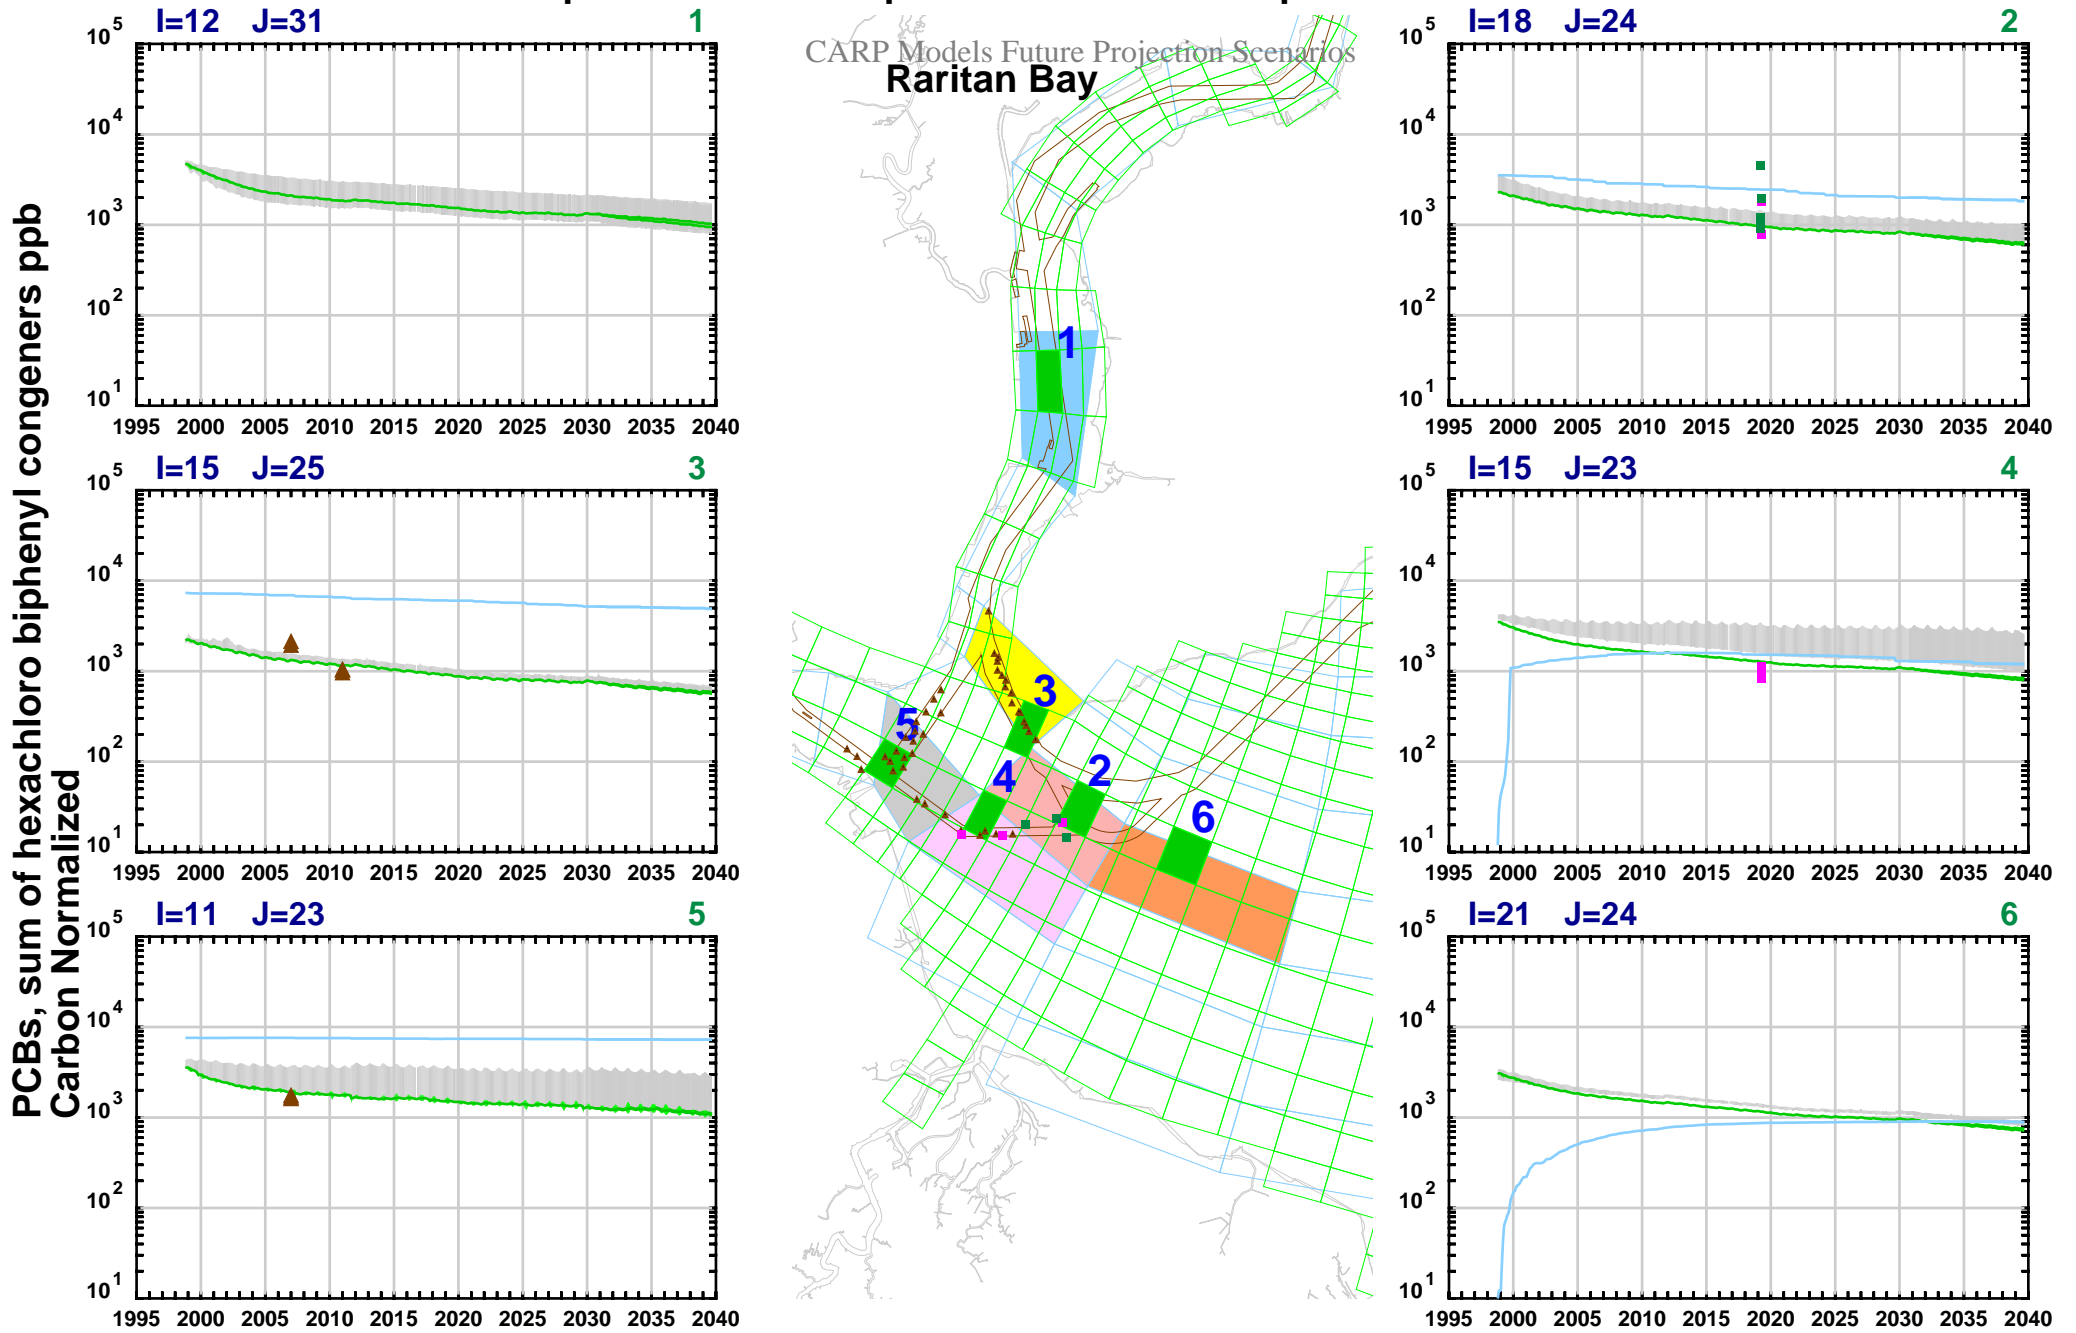 CARP Models Future Projection Scenarios
Raritan Bay
PCBs, sum of hexachloro biphenyl congeners ppb
Carbon Normalized
I=12 J=31 1
10^5
10^4
10^3
10^2
10^1
1995 2000 2005 2010 2015 2020 2025 2030 2035 2040
I=18 J=24 2
10^5
10^4
10^3
10^2
10^1
1995 2000 2005 2010 2015 2020 2025 2030 2035 2040
I=15 J=25 3
10^5
10^4
10^3
10^2
10^1
1995 2000 2005 2010 2015 2020 2025 2030 2035 2040
I=15 J=23 4
10^5
10^4
10^3
10^2
10^1
1995 2000 2005 2010 2015 2020 2025 2030 2035 2040
I=11 J=23 5
10^5
10^4
10^3
10^2
10^1
1995 2000 2005 2010 2015 2020 2025 2030 2035 2040
I=21 J=24 6
10^5
10^4
10^3
10^2
10^1
1995 2000 2005 2010 2015 2020 2025 2030 2035 2040
1
3
5
4
2
6